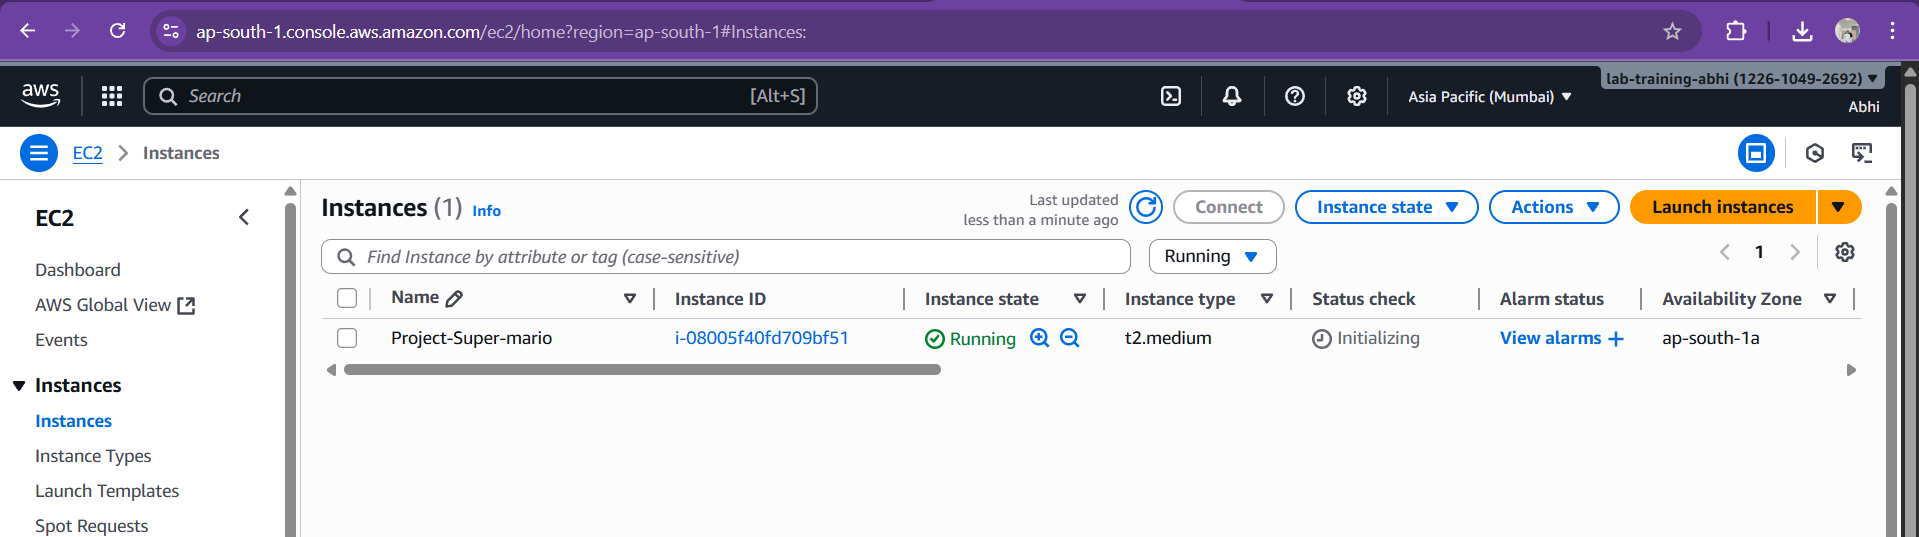 ap-south-1.console.aws.amazon.com/ec2/home?region=ap-south-1#Instances:
aws
Search
[Alt+S]
Asia Pacific (Mumbai)
lab-training-abhi (1226-1049-2692)
Abhi
EC2
Instances
EC2
Dashboard
AWS Global View
Events
Instances
Instances
Instance Types
Launch Templates
Spot Requests
Instances (1) Info
Last updated
less than a minute ago
Connect
Instance state
Actions
Launch instances
Find Instance by attribute or tag (case-sensitive)
Running
1
Name Instance ID Instance state Instance type Status check Alarm status Availability Zone
Project-Super-mario i-08005f40fd709bf51 Running t2.medium Initializing View alarms + ap-south-1a